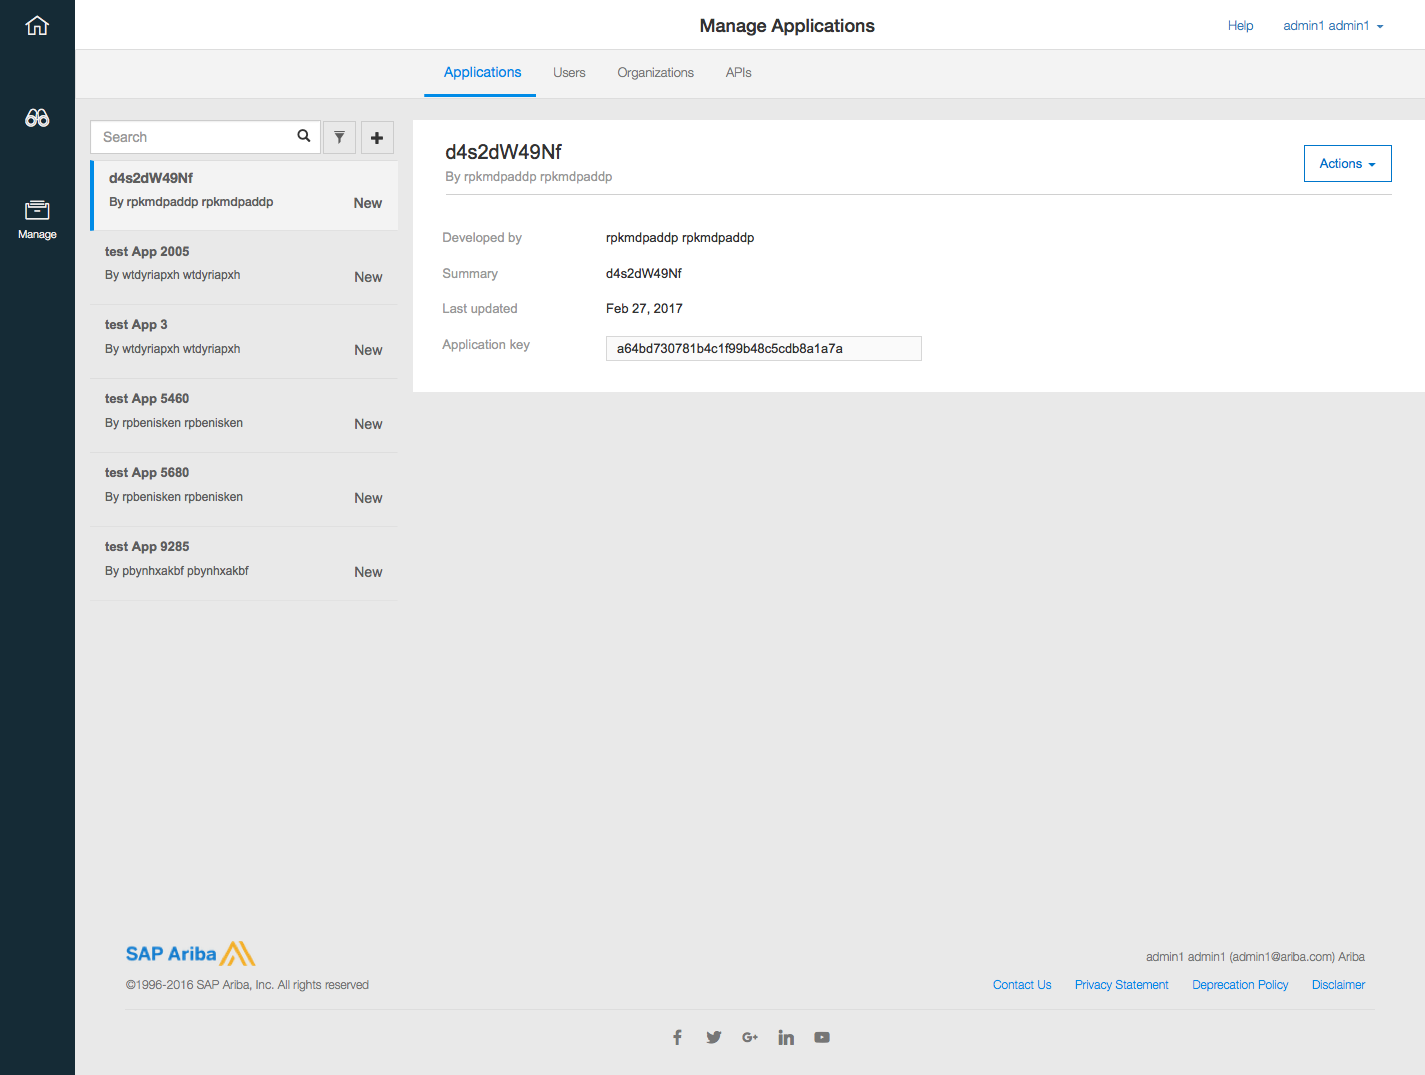 Manage Applications
Help
admin1 admin1
Applications
Users
Organizations
APIs
Manage
Search
d4s2dW49Nf
By rpkmdpaddp rpkmdpaddp
New
test App 2005
By wtdyriapxh wtdyriapxh
New
test App 3
By wtdyriapxh wtdyriapxh
New
test App 5460
By rpbenisken rpbenisken
New
test App 5680
By rpbenisken rpbenisken
New
test App 9285
By pbynhxakbf pbynhxakbf
New
d4s2dW49Nf
By rpkmdpaddp rpkmdpaddp
Actions
Developed by rpkmdpaddp rpkmdpaddp
Summary d4s2dW49Nf
Last updated Feb 27, 2017
Application key a64bd730781b4c1f99b48c5cdb8a1a7a
SAP Ariba
©1996-2016 SAP Ariba, Inc. All rights reserved
admin1 admin1 (admin1@ariba.com) Ariba
Contact Us Privacy Statement Deprecation Policy Disclaimer